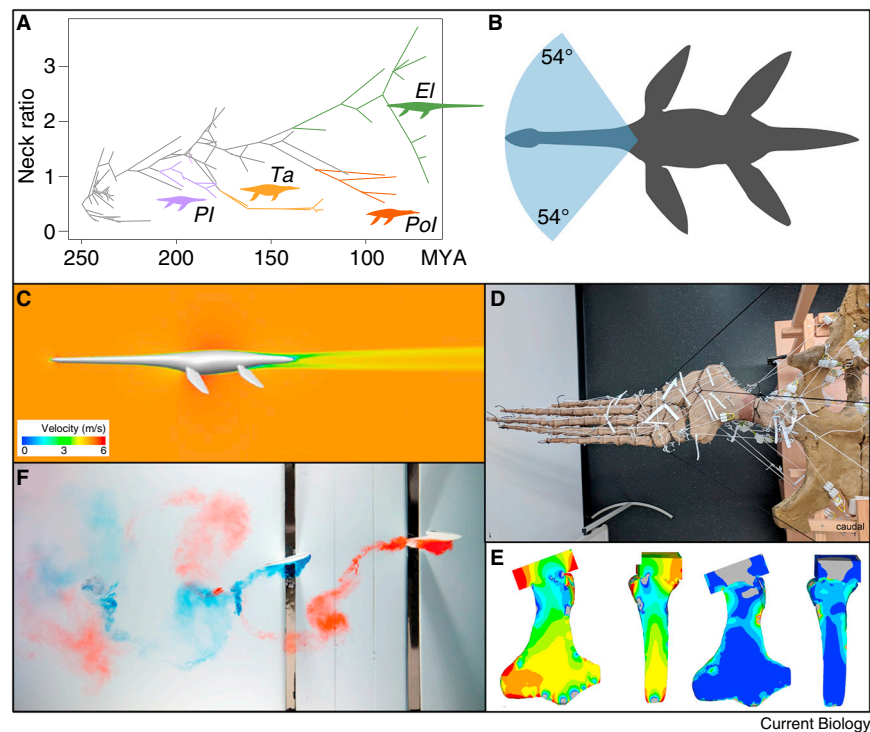 A
Neck ratio
3
2
1
0
El
Ta
Pl
Pol
250
200
150
100
MYA
B
54°
54°
C
Velocity (m/s)
0
3
6
D
caudal
F
E
Current Biology